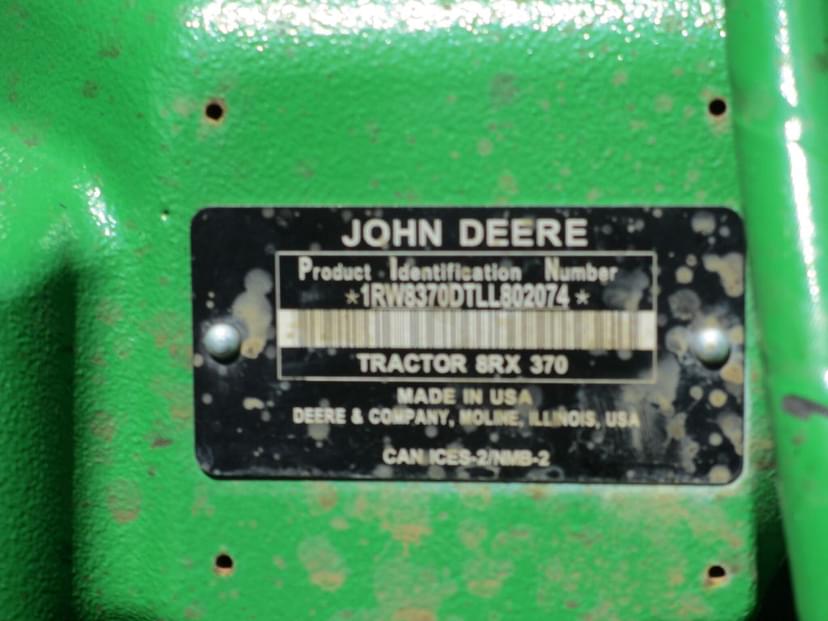 JOHN DEERE
Product Identification Number
*1RW8370DTLL802074*
TRACTOR 8RX 370
MADE IN USA
DEERE & COMPANY, MOLINE, ILLINOIS, USA
CAN ICES-2/NMB-2